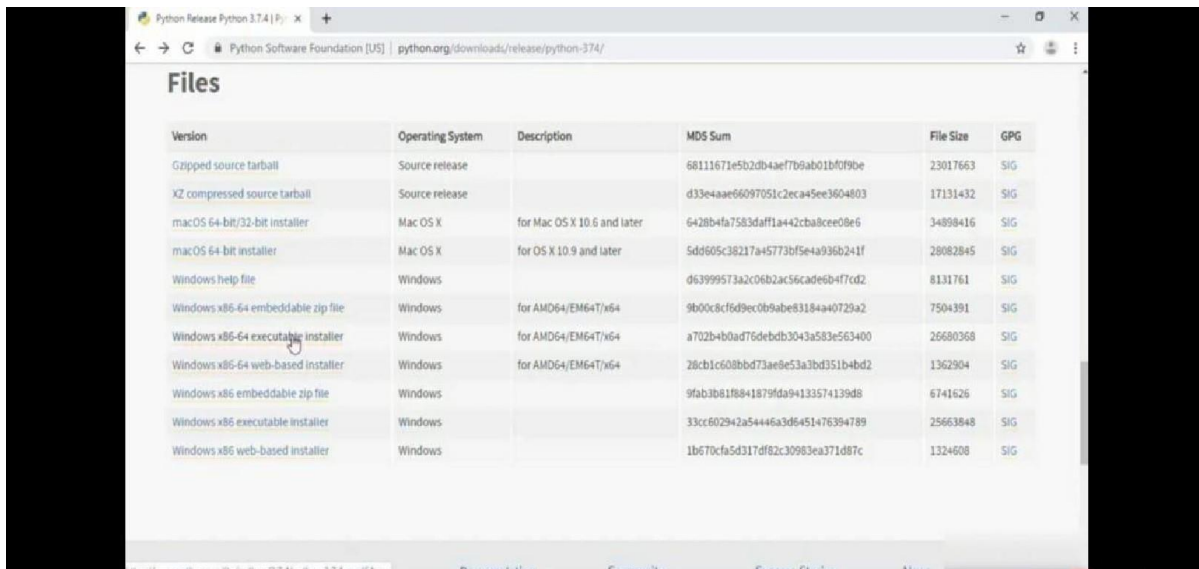 Python Release Python 3.7.4 | Py
Python Software Foundation [US] | python.org/downloads/release/python-374/
Files
Version Operating System Description MD5 Sum File Size GPG
Gzipped source tarball Source release 68111671e5b2db4aef7b9ab01bf0f9be 23017663 SIG
XZ compressed source tarball Source release d33e4aae66097051c2eca45ee3604803 17131432 SIG
macOS 64-bit/32-bit installer Mac OS X for Mac OS X 10.6 and later 6428b4fa7583daff1a442cba8cee08e6 34898416 SIG
macOS 64-bit installer Mac OS X for OS X 10.9 and later 5dd605c38217a45773bf5e4a936b241f 28082845 SIG
Windows help file Windows d63999573a2c06b2ac56cade6b4f7cd2 8131761 SIG
Windows x86-64 embeddable zip file Windows for AMD64/EM64T/x64 9b00c8cf6d9ec0b9abe83184a40729a2 7504391 SIG
Windows x86-64 executable installer Windows for AMD64/EM64T/x64 a702b4b0ad76debdb3043a583e563400 26680368 SIG
Windows x86-64 web-based installer Windows for AMD64/EM64T/x64 28cb1c608bbd73ae8e53a3bd351b4bd2 1362904 SIG
Windows x86 embeddable zip file Windows 9fab3b81f8841879fda94133574139d8 6741626 SIG
Windows x86 executable installer Windows 33cc602942a54446a3d6451476394789 25663848 SIG
Windows x86 web-based installer Windows 1b670cfa5d317df82c30983ea371d87c 1324608 SIG